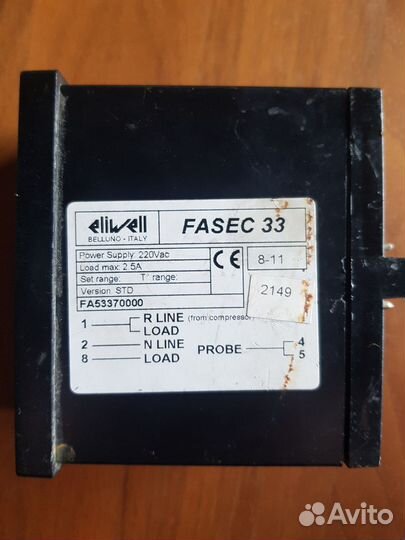 eliwell
BELLUNO - ITALY
FASEC 33
Power Supply: 220Vac
Load max: 2.5A
Set range: T° range:
Version: STD
FA53370000
CE
8-11
2149
1 R LINE (from compressor)
LOAD
2 N LINE
8 LOAD
PROBE 4
5
Avito